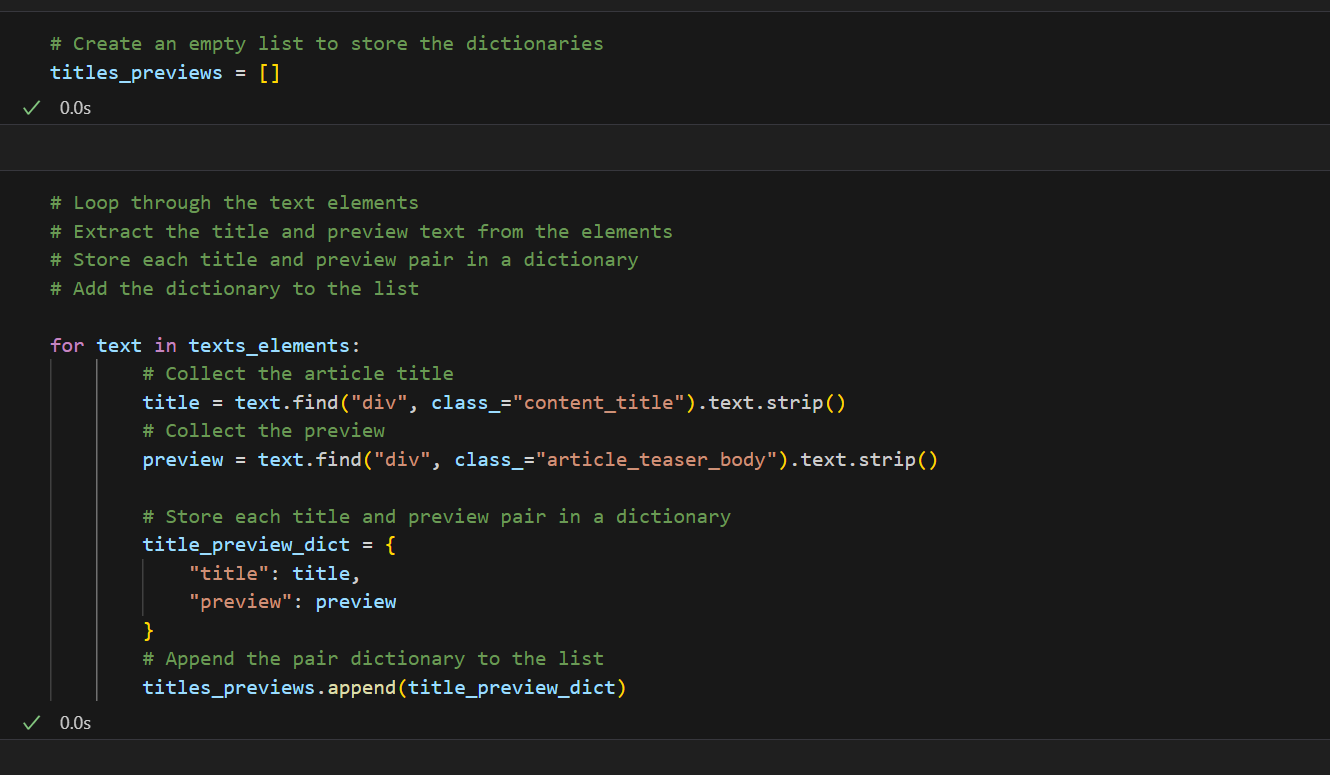 # Create an empty list to store the dictionaries
titles_previews = []
0.0s
# Loop through the text elements
# Extract the title and preview text from the elements
# Store each title and preview pair in a dictionary
# Add the dictionary to the list
for text in texts_elements:
# Collect the article title
title = text.find("div", class_="content_title").text.strip()
# Collect the preview
preview = text.find("div", class_="article_teaser_body").text.strip()
# Store each title and preview pair in a dictionary
title_preview_dict = {
"title": title,
"preview": preview
}
# Append the pair dictionary to the list
titles_previews.append(title_preview_dict)
0.0s